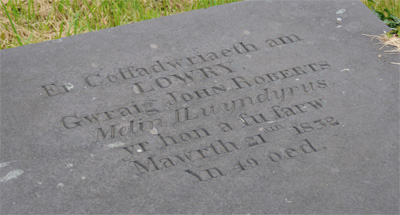 Er Coffadwriaeth am
LOWRY
Gwraig JOHN ROBERTS
Melin Llwyndyrus
Yr hon a fu farw
Mawrth 21ain 1832
Yn 49 oed.